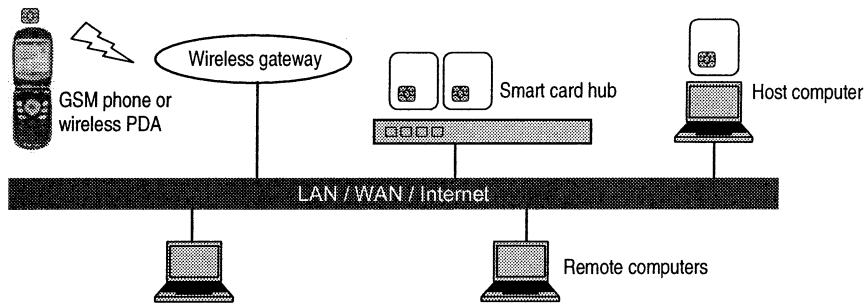 Wireless gateway
GSM phone or
wireless PDA
Smart card hub
Host computer
LAN / WAN / Internet
Remote computers